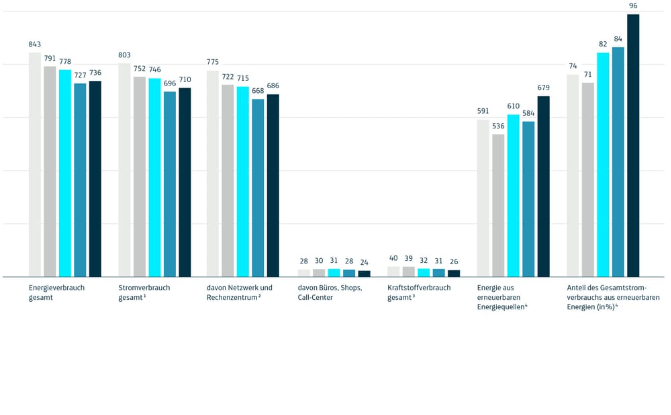 843 791 778 727 736
803 752 746 696 710
775 722 715 668 686
28 30 31 28 24
40 39 32 31 26
591 536 610 584 679
74 71 82 84 96
Energieverbrauch
gesamt
Stromverbrauch
gesamt¹
davon Netzwerk und
Rechenzentrum²
davon Büros, Shops,
Call-Center
Kraftstoffverbrauch
gesamt³
Energie aus
erneuerbaren
Energiequellen⁴
Anteil des Gesamtstrom-
verbrauchs aus erneuerbaren
Energien (in%)⁴